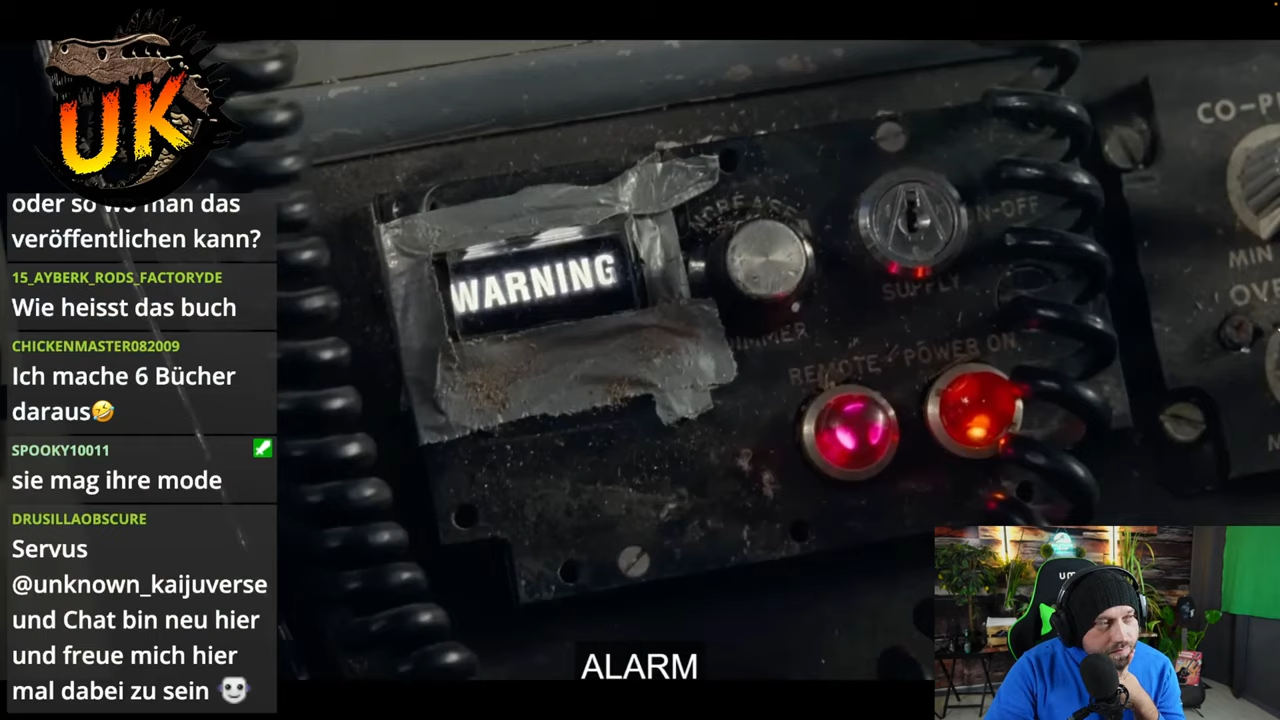 UK
oder so wo man das
veröffentlichen kann?
15_AYBERK_RODS_FACTORYDE
Wie heisst das buch
CHICKENMASTER082009
Ich mache 6 Bücher
daraus🤣
SPOOKY10011
sie mag ihre mode
DRUSILLAOBSCURE
Servus
@unknown_kaijuverse
und Chat bin neu hier
und freue mich hier
mal dabei zu sein
WARNING
INCREASE
DIMMER
N-OFF
SUPPLY
REMOTE POWER ON
CO-P
MIN
OVE
ALARM